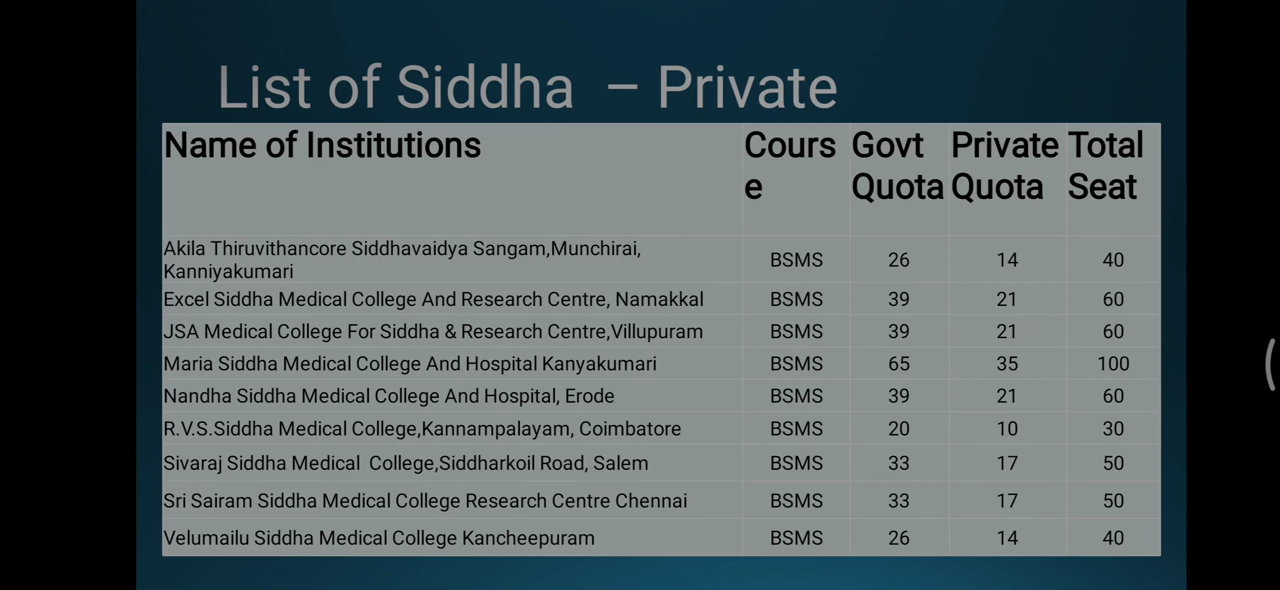 List of Siddha – Private
Name of Institutions Cours Govt Private Total
e Quota Quota Seat
Akila Thiruvithancore Siddhavaidya Sangam,Munchirai,
Kanniyakumari BSMS 26 14 40
Excel Siddha Medical College And Research Centre, Namakkal BSMS 39 21 60
JSA Medical College For Siddha & Research Centre,Villupuram BSMS 39 21 60
Maria Siddha Medical College And Hospital Kanyakumari BSMS 65 35 100
Nandha Siddha Medical College And Hospital, Erode BSMS 39 21 60
R.V.S.Siddha Medical College,Kannampalayam, Coimbatore BSMS 20 10 30
Sivaraj Siddha Medical College,Siddharkoil Road, Salem BSMS 33 17 50
Sri Sairam Siddha Medical College Research Centre Chennai BSMS 33 17 50
Velumailu Siddha Medical College Kancheepuram BSMS 26 14 40